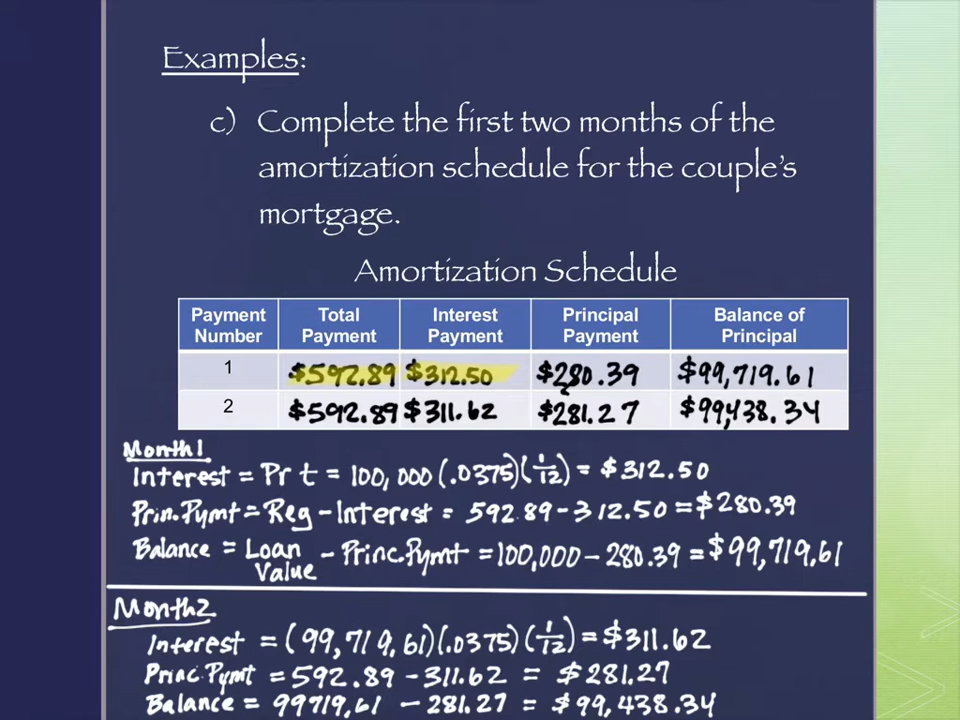 Examples:
c) Complete the first two months of the
amortization schedule for the couple's
mortgage.
Amortization Schedule
Payment Number Total Payment Interest Payment Principal Payment Balance of Principal
1 $592.89 $312.50 $280.39 $99,719.61
2 $592.89 $311.62 $281.27 $99,438.34
Month 1
Interest = Prt = 100,000 (.0375)(1/12) = $312.50
Prin.Pymt = Reg - Interest = 592.89 - 312.50 = $280.39
Balance = Loan Value - Princ.Pymt = 100,000 - 280.39 = $99,719.61
Month 2
Interest = (99,719.61)(.0375)(1/12) = $311.62
Princ.Pymt = 592.89 - 311.62 = $281.27
Balance = 99719.61 - 281.27 = $99,438.34